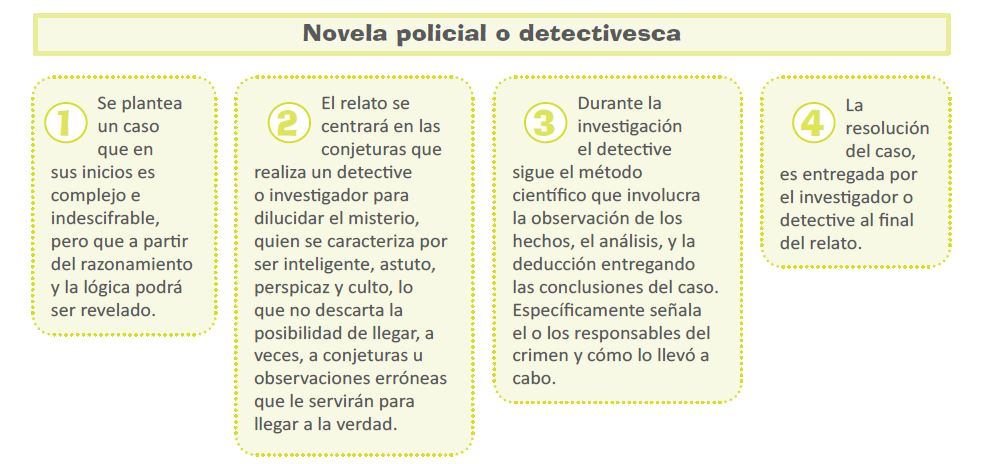 Novela policial o detectivesca
1
Se plantea
un caso
que en
sus inicios es
complejo e
indescifrable,
pero que a partir
del razonamiento
y la lógica podrá
ser revelado.
2
El relato se
centrará en las
conjeturas que
realiza un detective
o investigador para
dilucidar el misterio,
quien se caracteriza por
ser inteligente, astuto,
perspicaz y culto, lo
que no descarta la
posibilidad de llegar, a
veces, a conjeturas u
observaciones erróneas
que le servirán para
llegar a la verdad.
3
Durante la
investigación
el detective
sigue el método
científico que involucra
la observación de los
hechos, el análisis, y la
deducción entregando
las conclusiones del caso.
Específicamente señala
el o los responsables del
crimen y cómo lo llevó a
cabo.
4
La
resolución
del caso,
es entregada por
el investigador o
detective al final
del relato.